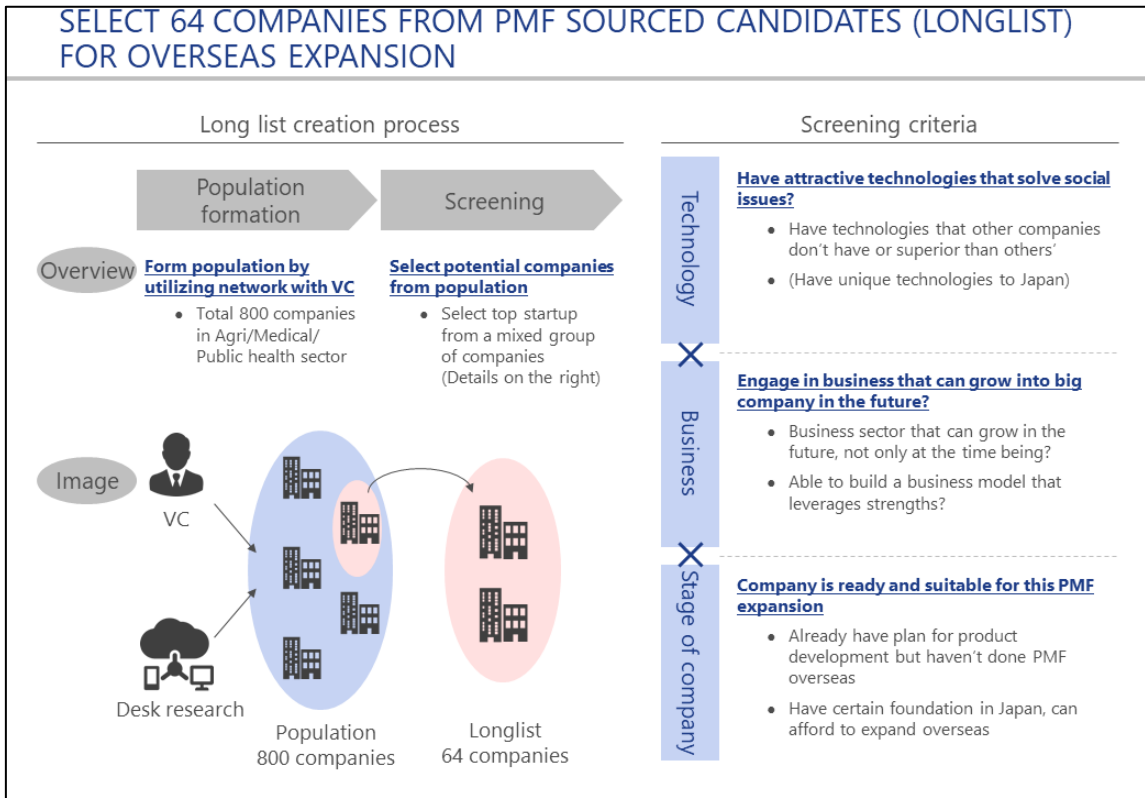 SELECT 64 COMPANIES FROM PMF SOURCED CANDIDATES (LONGLIST)
FOR OVERSEAS EXPANSION
Long list creation process
Population
formation
Screening
Overview
Form population by
utilizing network with VC
• Total 800 companies
in Agri/Medical/
Public health sector
Select potential companies
from population
• Select top startup
from a mixed group
of companies
(Details on the right)
Image
VC
Desk research
Population
800 companies
Longlist
64 companies
Screening criteria
Technology
Have attractive technologies that solve social
issues?
• Have technologies that other companies
don't have or superior than others'
• (Have unique technologies to Japan)
Business
Engage in business that can grow into big
company in the future?
• Business sector that can grow in the
future, not only at the time being?
• Able to build a business model that
leverages strengths?
Stage of company
Company is ready and suitable for this PMF
expansion
• Already have plan for product
development but haven't done PMF
overseas
• Have certain foundation in Japan, can
afford to expand overseas